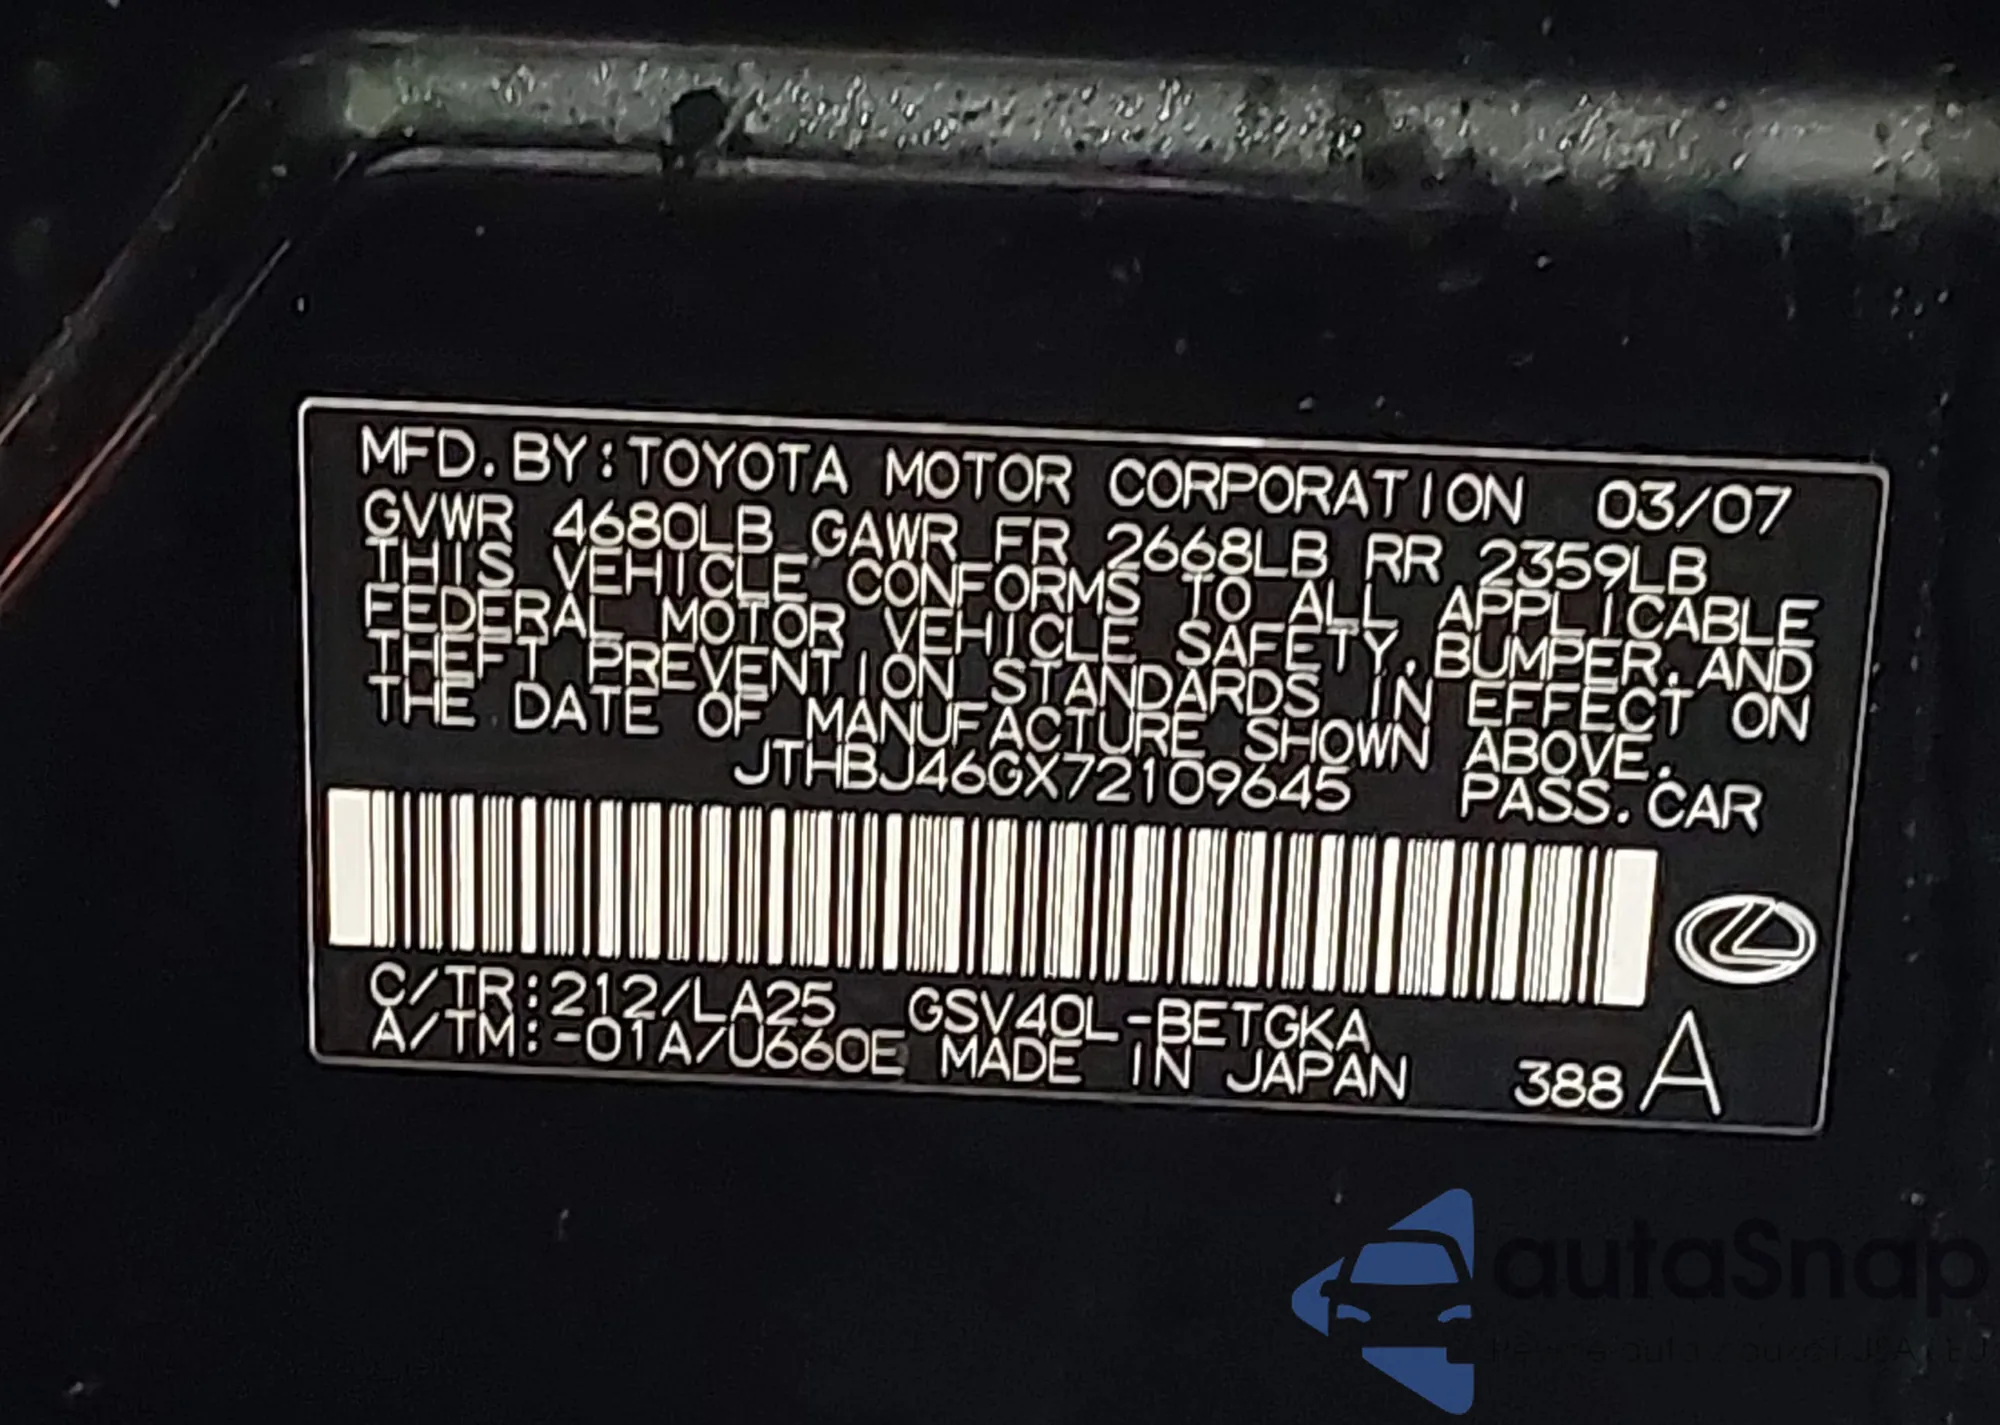 MFD. BY: TOYOTA MOTOR CORPORATION 03/07
GVWR 4680LB GAWR FR 2668LB RR 2359LB
THIS VEHICLE CONFORMS TO ALL APPLICABLE
FEDERAL MOTOR VEHICLE SAFETY, BUMPER, AND
THEFT PREVENTION STANDARDS IN EFFECT ON
THE DATE OF MANUFACTURE SHOWN ABOVE.
JTHBJ46GX72109645 PASS. CAR
C/TR: 212/LA25 GSV40L-BETGKA
A/TM: -01A/U660E MADE IN JAPAN 388 A
autaSnap